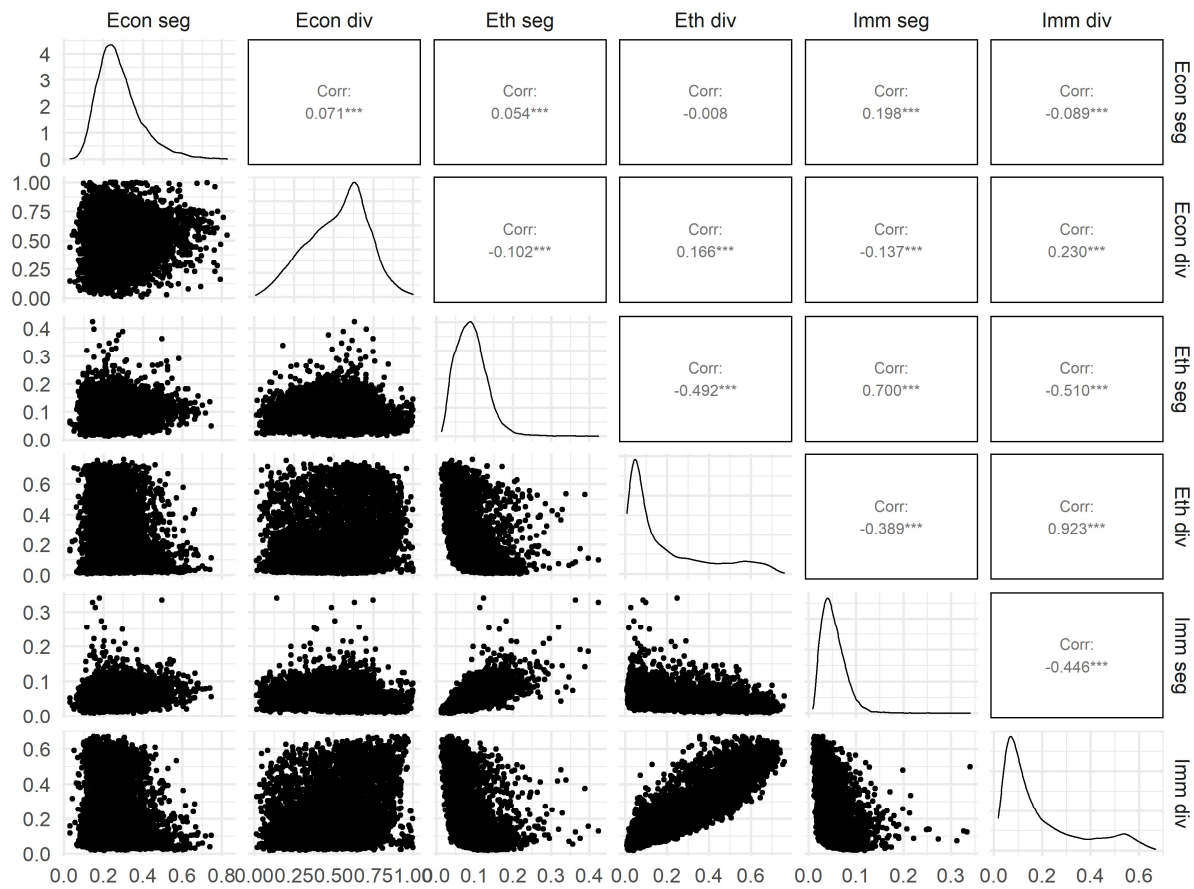 Econ seg Econ div Eth seg Eth div Imm seg Imm div
4
3
2
1
0
Corr:
0.071***
Corr:
0.054***
Corr:
-0.008
Corr:
0.198***
Corr:
-0.089***
Econ seg
1.00
0.75
0.50
0.25
0.00
Corr:
-0.102***
Corr:
0.166***
Corr:
-0.137***
Corr:
0.230***
Econ div
0.4
0.3
0.2
0.1
0.0
Corr:
-0.492***
Corr:
0.700***
Corr:
-0.510***
Eth seg
0.6
0.4
0.2
0.0
Corr:
-0.389***
Corr:
0.923***
Eth div
0.3
0.2
0.1
0.0
Corr:
-0.446***
Imm seg
0.6
0.4
0.2
0.0
Imm div
0.0 0.2 0.4 0.6 0.8 0.00 0.25 0.50 0.75 1.00 0.0 0.1 0.2 0.3 0.4 0.0 0.2 0.4 0.6 0.0 0.1 0.2 0.3 0.0 0.2 0.4 0.6